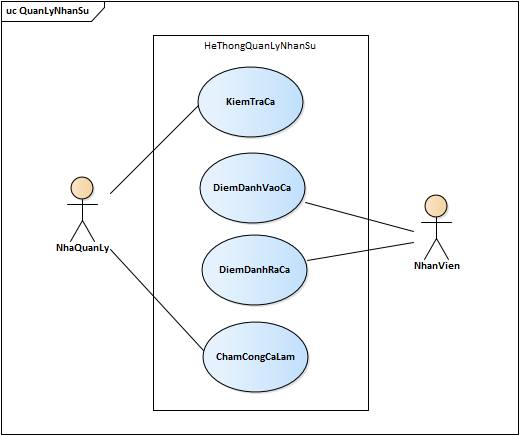 uc QuanLyNhanSu
HeThongQuanLyNhanSu
KiemTraCa
DiemDanhVaoCa
NhaQuanLy
DiemDanhRaCa
NhanVien
ChamCongCaLam